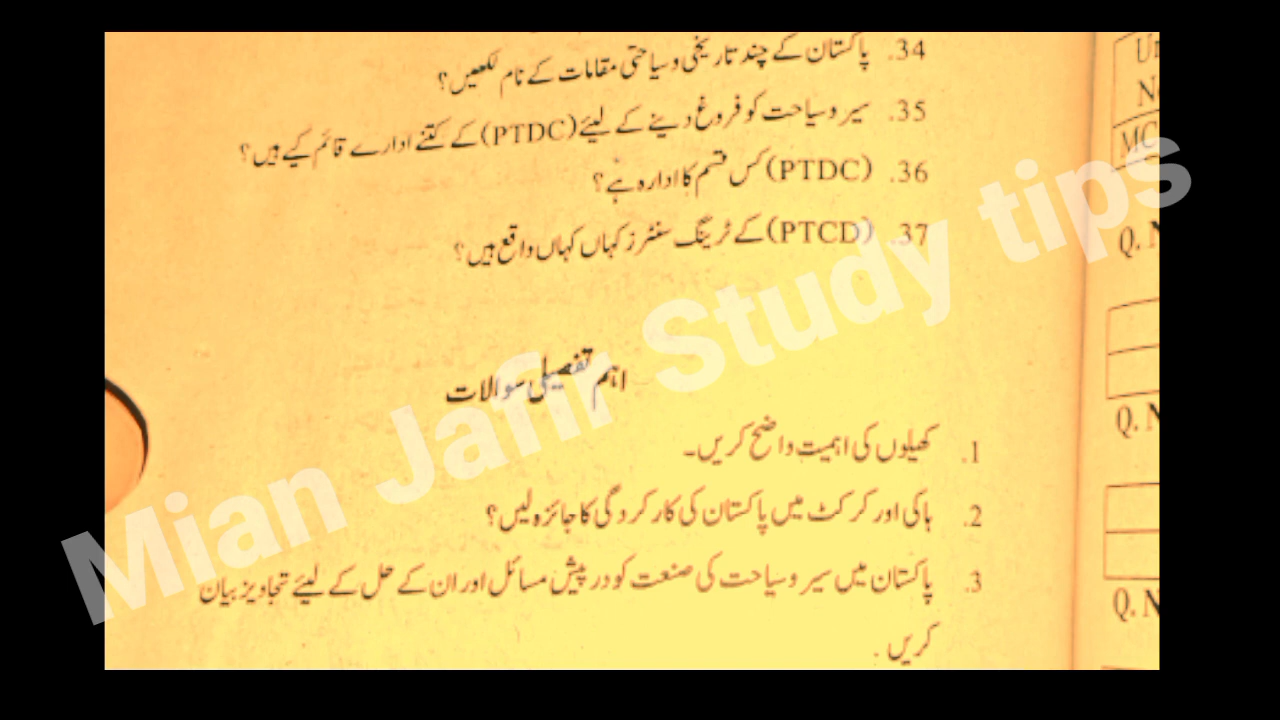 34. پاکستان کے چند تاریخی و سیاحتی مقامات کے نام لکھیں؟
35. سیر و سیاحت کو فروغ دینے کے لیئے (PTDC) کے کتنے ادارے قائم کیے ہیں؟
36. (PTDC) کس قسم کا ادارہ ہے؟
37. (PTCD) کے ٹریننگ سنٹرز کہاں کہاں واقع ہیں؟
اہم تفصیلی سوالات
1. کھیلوں کی اہمیت واضح کریں۔
2. ہاکی اور کرکٹ میں پاکستان کی کارکردگی کا جائزہ لیں؟
3. پاکستان میں سیر و سیاحت کی صنعت کو درپیش مسائل اور ان کے حل کے لیئے تجاویز بیان
کریں .
Mian Jafir Study tips
MC
Q. N
Q. N
Q. N